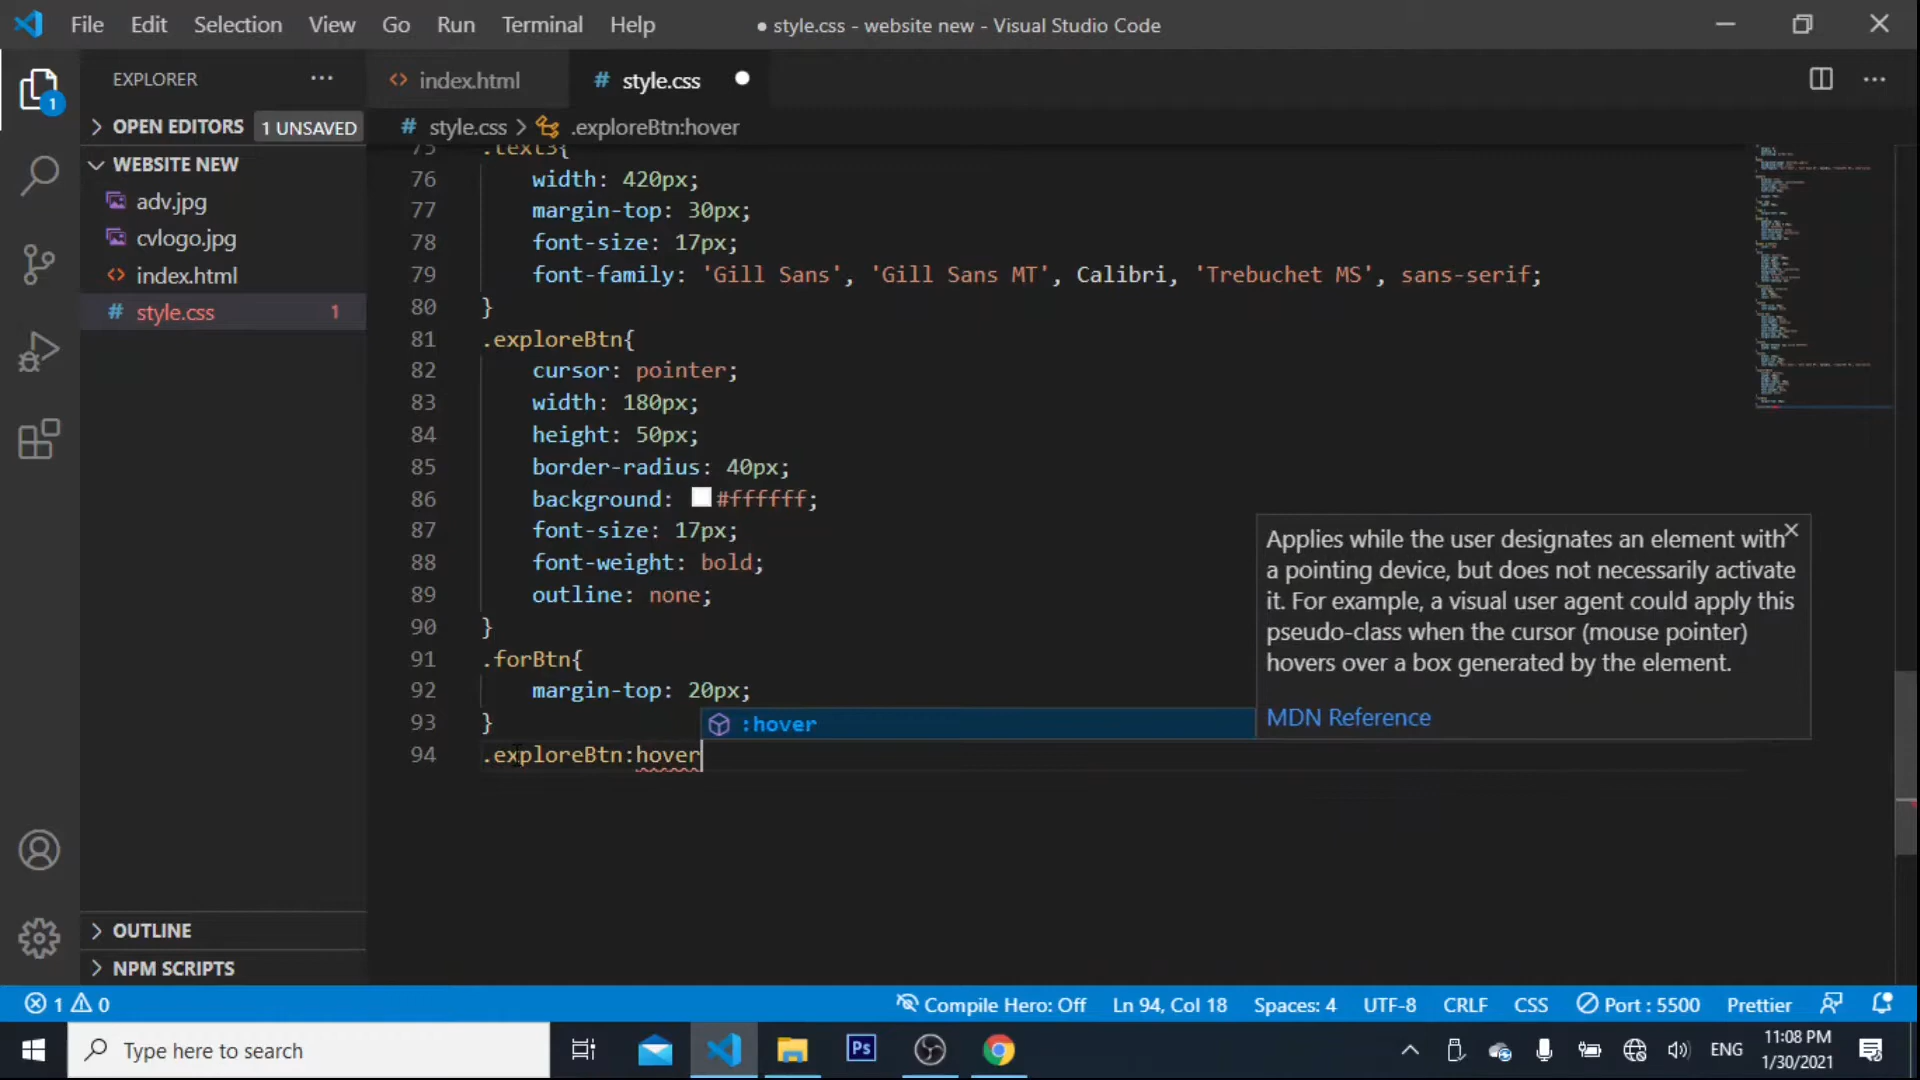 File Edit Selection View Go Run Terminal Help
● style.css - website new - Visual Studio Code
EXPLORER
index.html
# style.css
OPEN EDITORS 1 UNSAVED
# style.css > .exploreBtn:hover
WEBSITE NEW
adv.jpg
cvlogo.jpg
index.html
# style.css 1
75 .text3{
76 width: 420px;
77 margin-top: 30px;
78 font-size: 17px;
79 font-family: 'Gill Sans', 'Gill Sans MT', Calibri, 'Trebuchet MS', sans-serif;
80 }
81 .exploreBtn{
82 cursor: pointer;
83 width: 180px;
84 height: 50px;
85 border-radius: 40px;
86 background: #ffffff;
87 font-size: 17px;
88 font-weight: bold;
89 outline: none;
90 }
91 .forBtn{
92 margin-top: 20px;
93 }
:hover
94 .exploreBtn:hover
Applies while the user designates an element with
a pointing device, but does not necessarily activate
it. For example, a visual user agent could apply this
pseudo-class when the cursor (mouse pointer)
hovers over a box generated by the element.
MDN Reference
OUTLINE
NPM SCRIPTS
1 0
Compile Hero: Off Ln 94, Col 18 Spaces: 4 UTF-8 CRLF CSS Port : 5500 Prettier
Type here to search
Ps
ENG
11:08 PM
1/30/2021
1